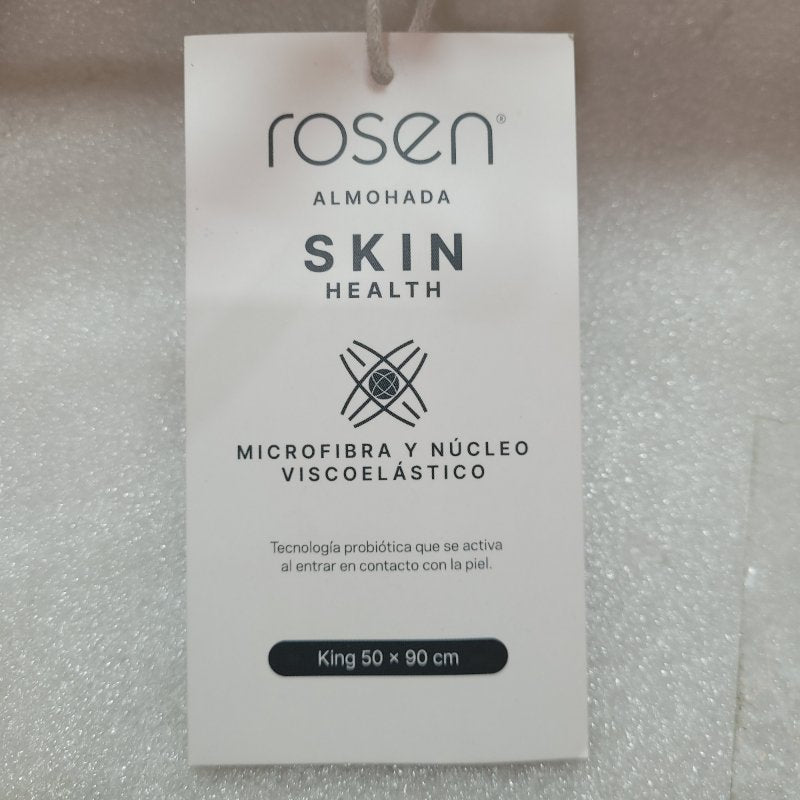 rosen®
ALMOHADA
SKIN
HEALTH
MICROFIBRA Y NÚCLEO
VISCOELÁSTICO
Tecnología probiótica que se activa
al entrar en contacto con la piel.
King 50 × 90 cm